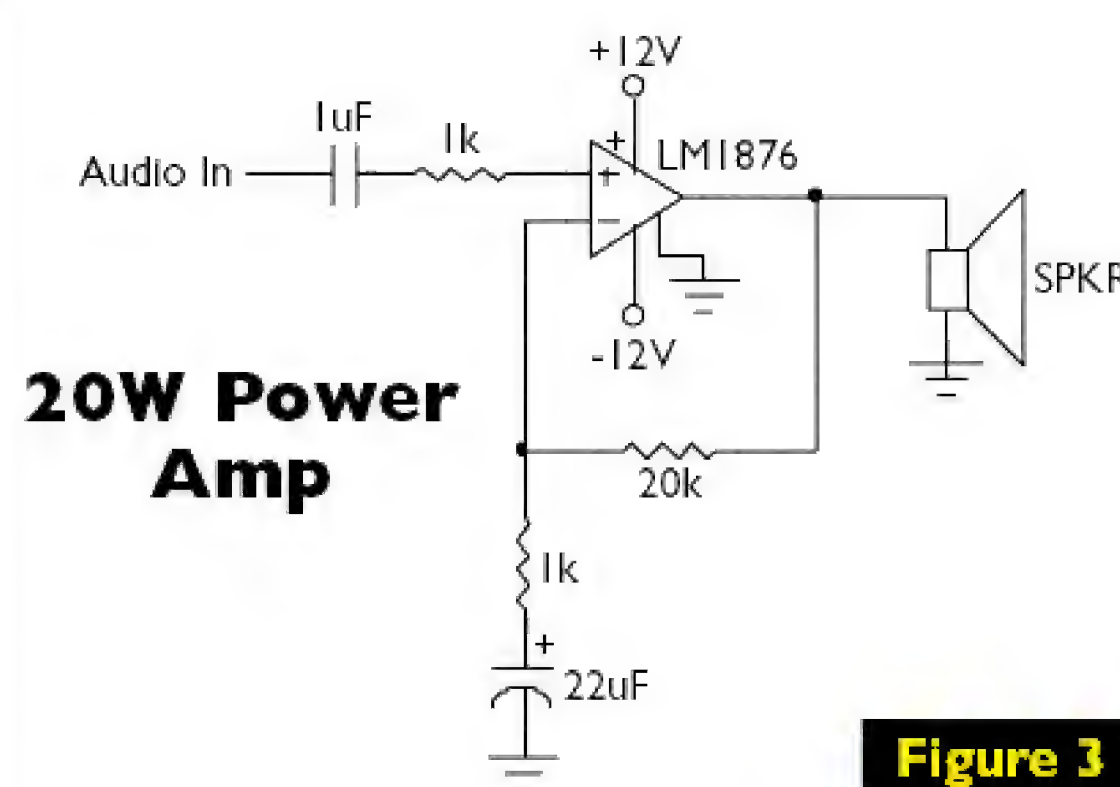 +12V
1uF
1k
Audio In
+
LM1876
+
−
SPKR
-12V
20W Power
Amp
20k
1k
+
22uF
Figure 3